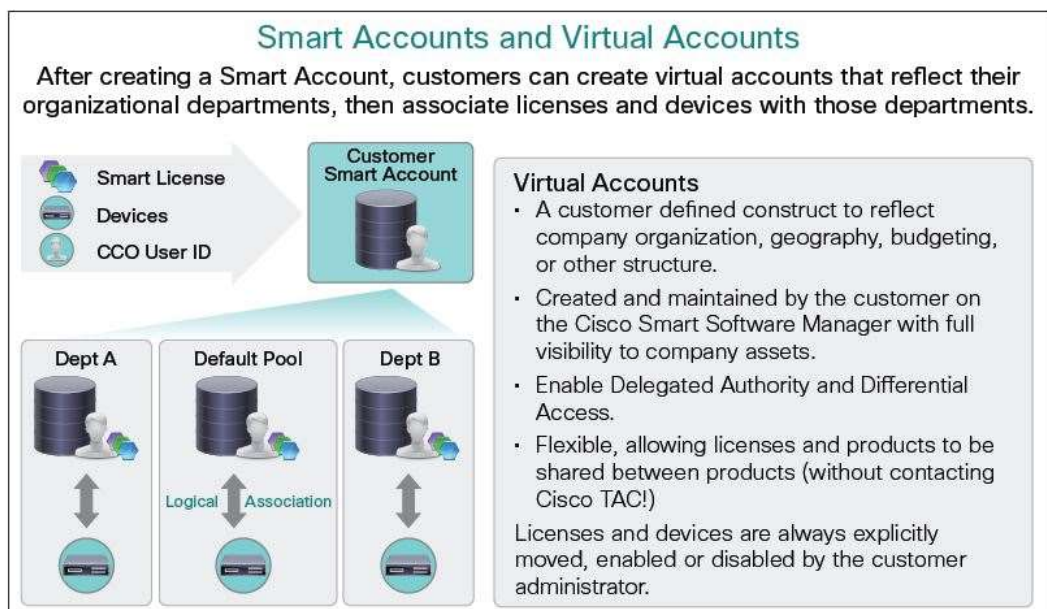 Smart Accounts and Virtual Accounts
After creating a Smart Account, customers can create virtual accounts that reflect their
organizational departments, then associate licenses and devices with those departments.
Smart License
Devices
CCO User ID
Customer
Smart Account
Dept A
Default Pool
Dept B
Logical Association
Virtual Accounts
· A customer defined construct to reflect
company organization, geography, budgeting,
or other structure.
· Created and maintained by the customer on
the Cisco Smart Software Manager with full
visibility to company assets.
· Enable Delegated Authority and Differential
Access.
· Flexible, allowing licenses and products to be
shared between products (without contacting
Cisco TAC!)
Licenses and devices are always explicitly
moved, enabled or disabled by the customer
administrator.